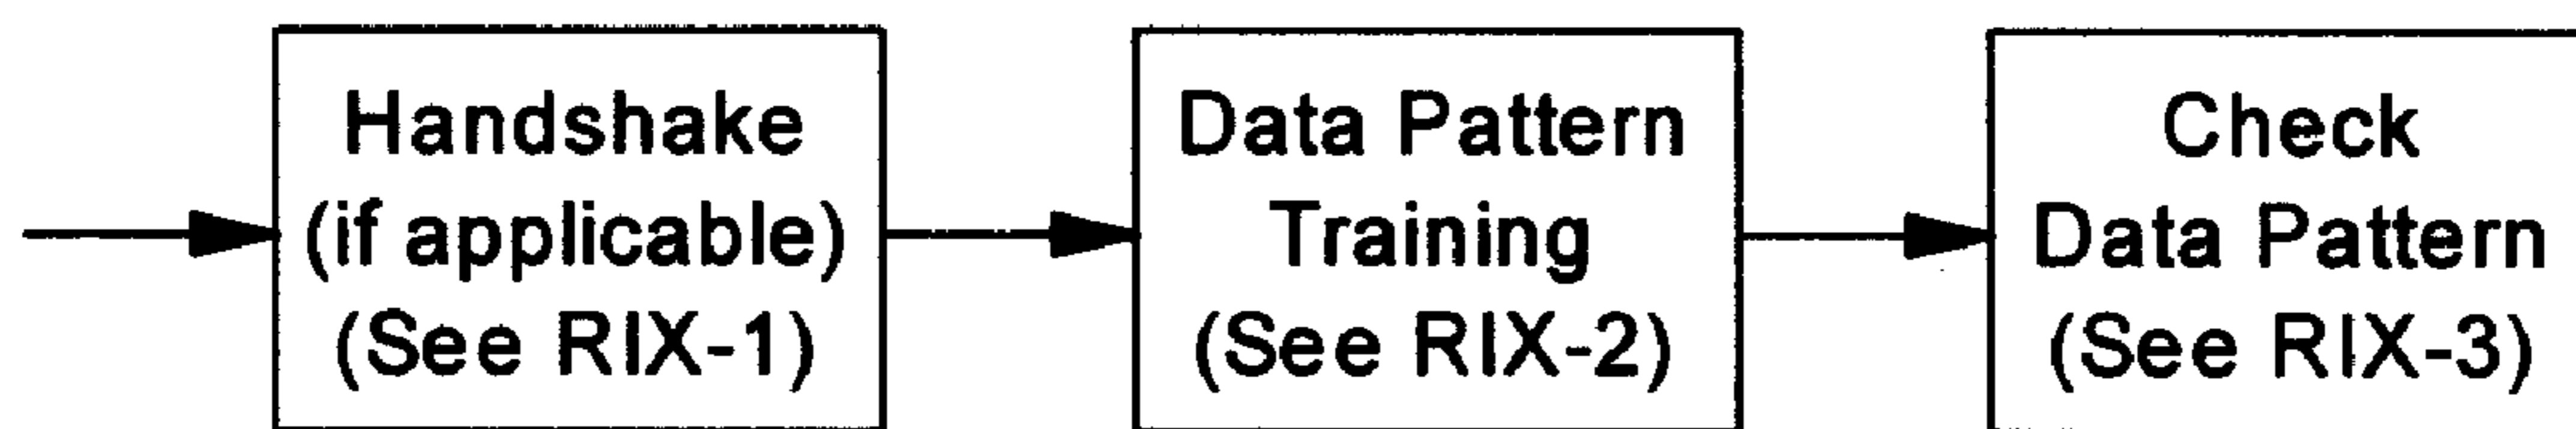 Handshake
(if applicable)
(See RIX-1)
Data Pattern
Training
(See RIX-2)
Check
Data Pattern
(See RIX-3)